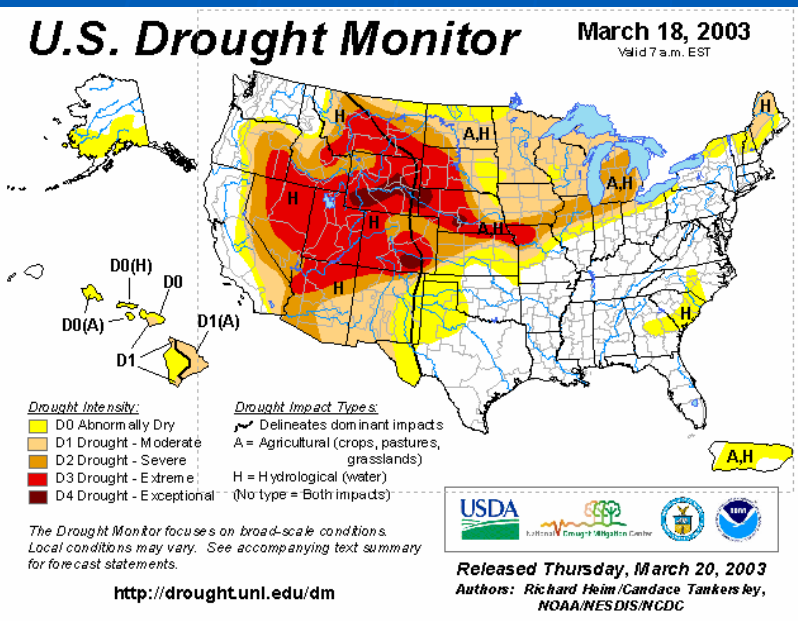 U.S. Drought Monitor
March 18, 2003
Valid 7 a.m. EST
H
A,H
H
A,H
H
H
A,H
H
H
D0(H)
D0
D0(A)
D1(A)
D1
A,H
Drought Intensity:
D0 Abnormally Dry
D1 Drought - Moderate
D2 Drought - Severe
D3 Drought - Extreme
D4 Drought - Exceptional
Drought Impact Types:
Delineates dominant impacts
A = Agricultural (crops, pastures,
grasslands)
H = Hydrological (water)
(No type = Both impacts)
USDA
National Drought Mitigation Center
The Drought Monitor focuses on broad-scale conditions.
Local conditions may vary. See accompanying text summary
for forecast statements.
http://drought.unl.edu/dm
Released Thursday, March 20, 2003
Authors: Richard Heim/Candace Tankersley,
NOAA/NESDIS/NCDC